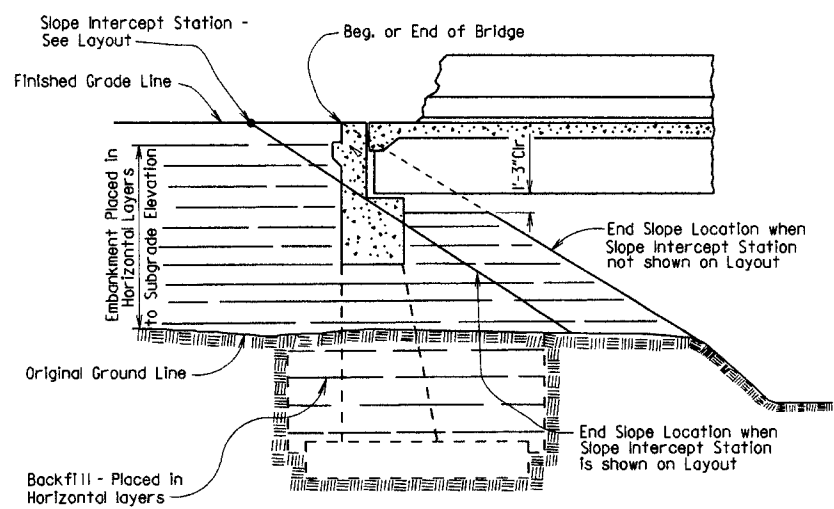 Slope Intercept Station -
See Layout
Beg. or End of Bridge
Finished Grade Line
1'-3"Clr.
Embankment Placed in
Horizontal Layers
to Subgrade Elevation
End Slope Location when
Slope Intercept Station
not shown on Layout
Original Ground Line
End Slope Location when
Slope Intercept Station
is shown on Layout
Backfill - Placed in
Horizontal layers